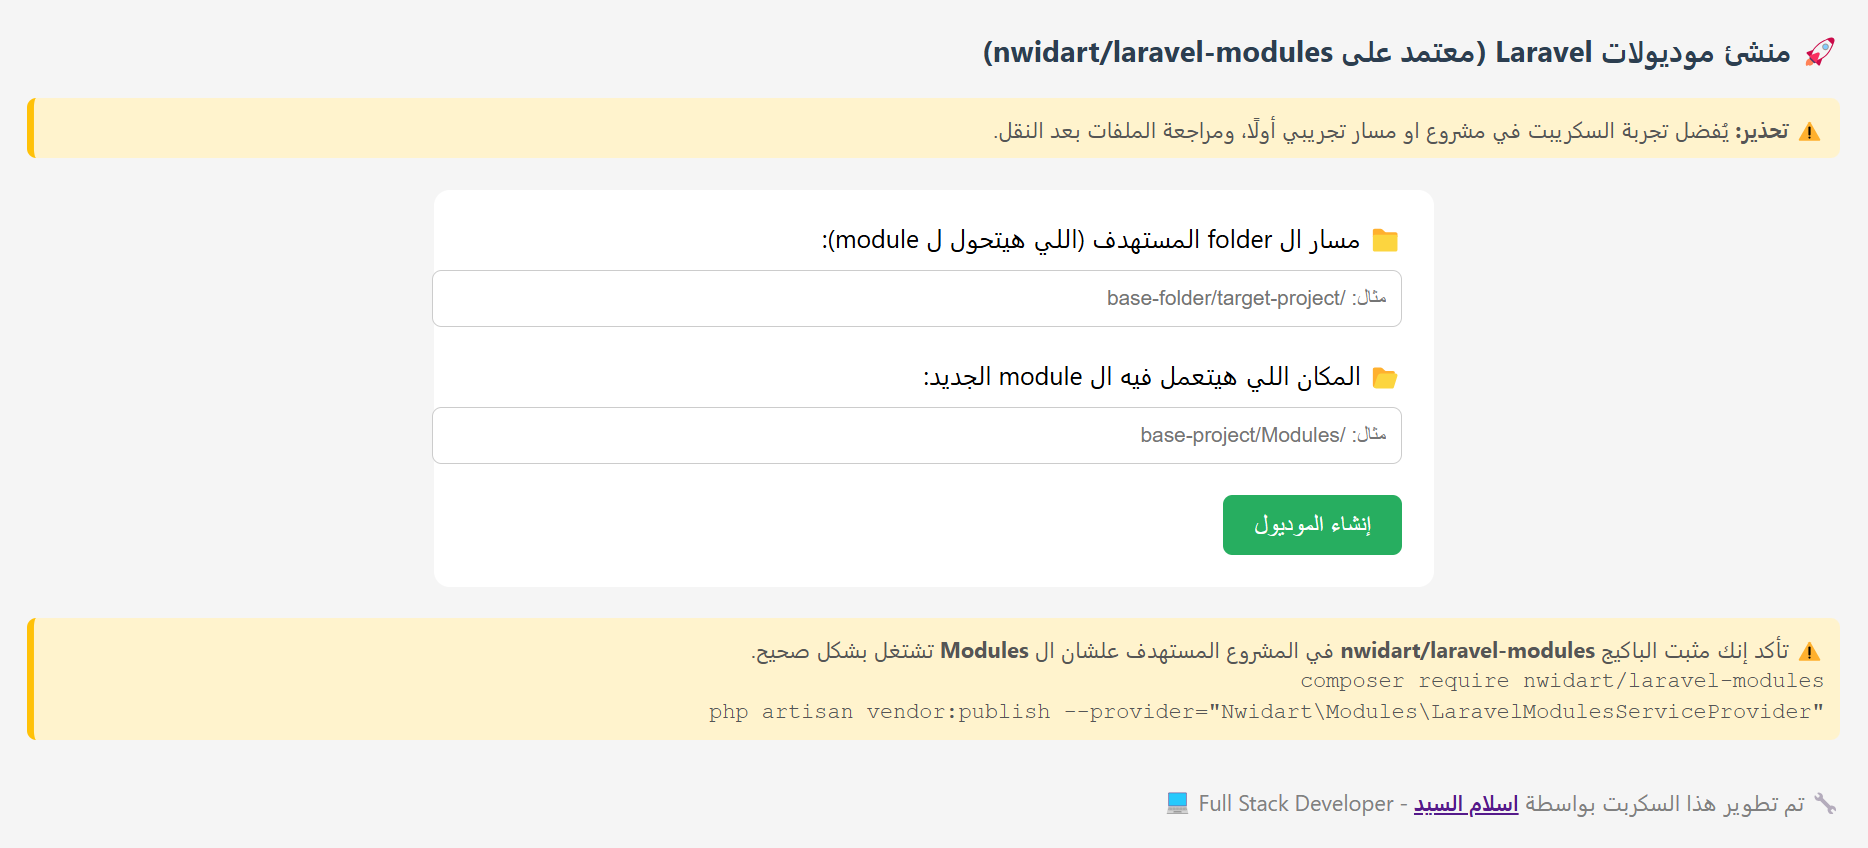 🚀 منشئ موديولات Laravel (معتمد على nwidart/laravel-modules)
⚠️ تحذير: يُفضل تجربة السكريبت في مشروع او مسار تجريبي أولًا، ومراجعة الملفات بعد النقل.
📁 مسار ال folder المستهدف (اللي هيتحول ل module):
مثال: /base-folder/target-project
📂 المكان اللي هيتعمل فيه ال module الجديد:
مثال: /base-project/Modules
إنشاء الموديول
⚠️ تأكد إنك مثبت الباكيج nwidart/laravel-modules في المشروع المستهدف علشان ال Modules تشتغل بشكل صحيح.
composer require nwidart/laravel-modules
php artisan vendor:publish --provider="Nwidart\Modules\LaravelModulesServiceProvider"
🔧 تم تطوير هذا السكربت بواسطة اسلام السيد - Full Stack Developer 💻